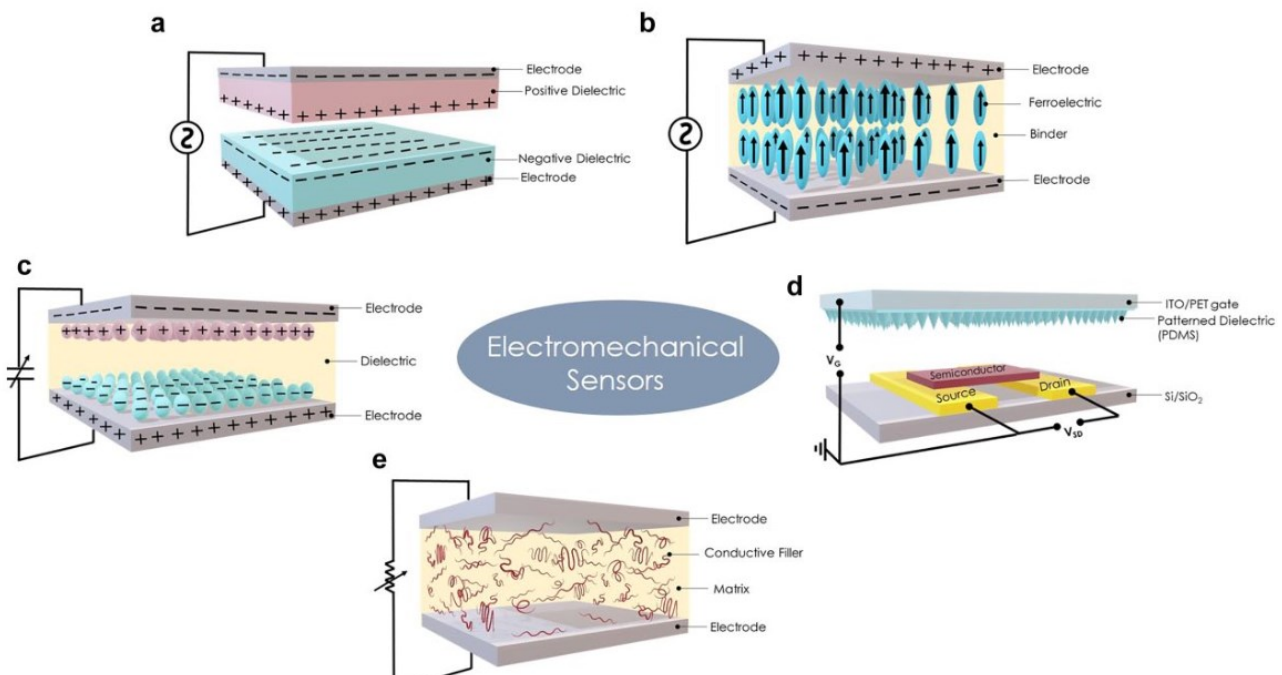 a
Electrode
Positive Dielectric
Negative Dielectric
Electrode
b
Electrode
Ferroelectric
Binder
Electrode
c
Electrode
Dielectric
Electrode
Electromechanical
Sensors
d
ITO/PET gate
Patterned Dielectric
(PDMS)
V_G
Semiconductor
Source
Drain
Si/SiO₂
V_SD
e
Electrode
Conductive Filler
Matrix
Electrode